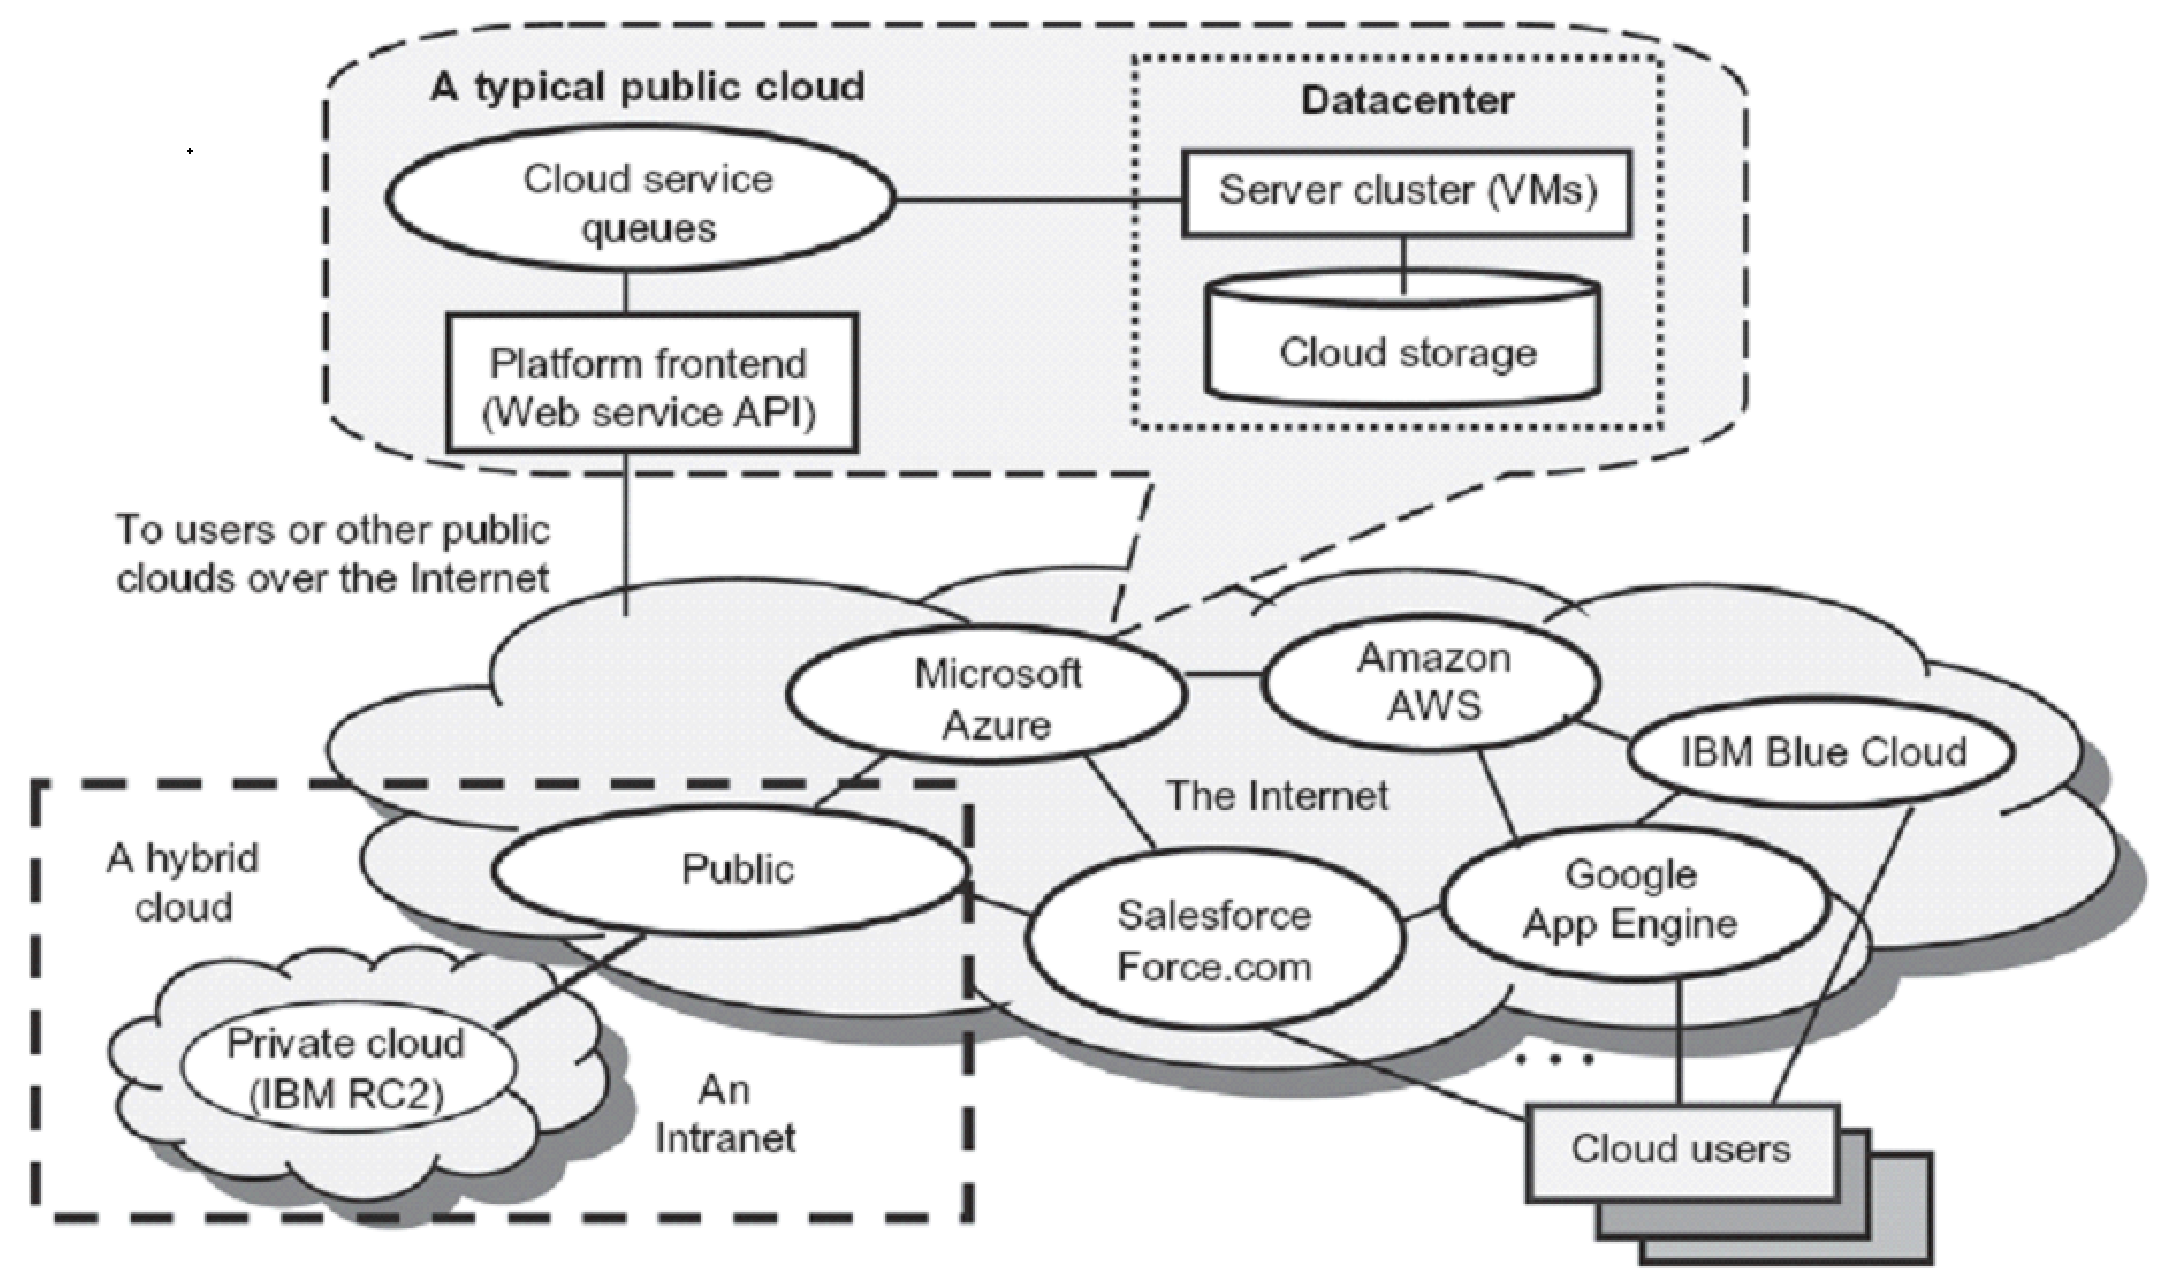 A typical public cloud
Datacenter
Cloud service
queues
Server cluster (VMs)
Platform frontend
(Web service API)
Cloud storage
To users or other public
clouds over the Internet
Microsoft
Azure
Amazon
AWS
IBM Blue Cloud
The Internet
A hybrid
cloud
Public
Salesforce
Force.com
Google
App Engine
Private cloud
(IBM RC2)
An
Intranet
. . .
Cloud users